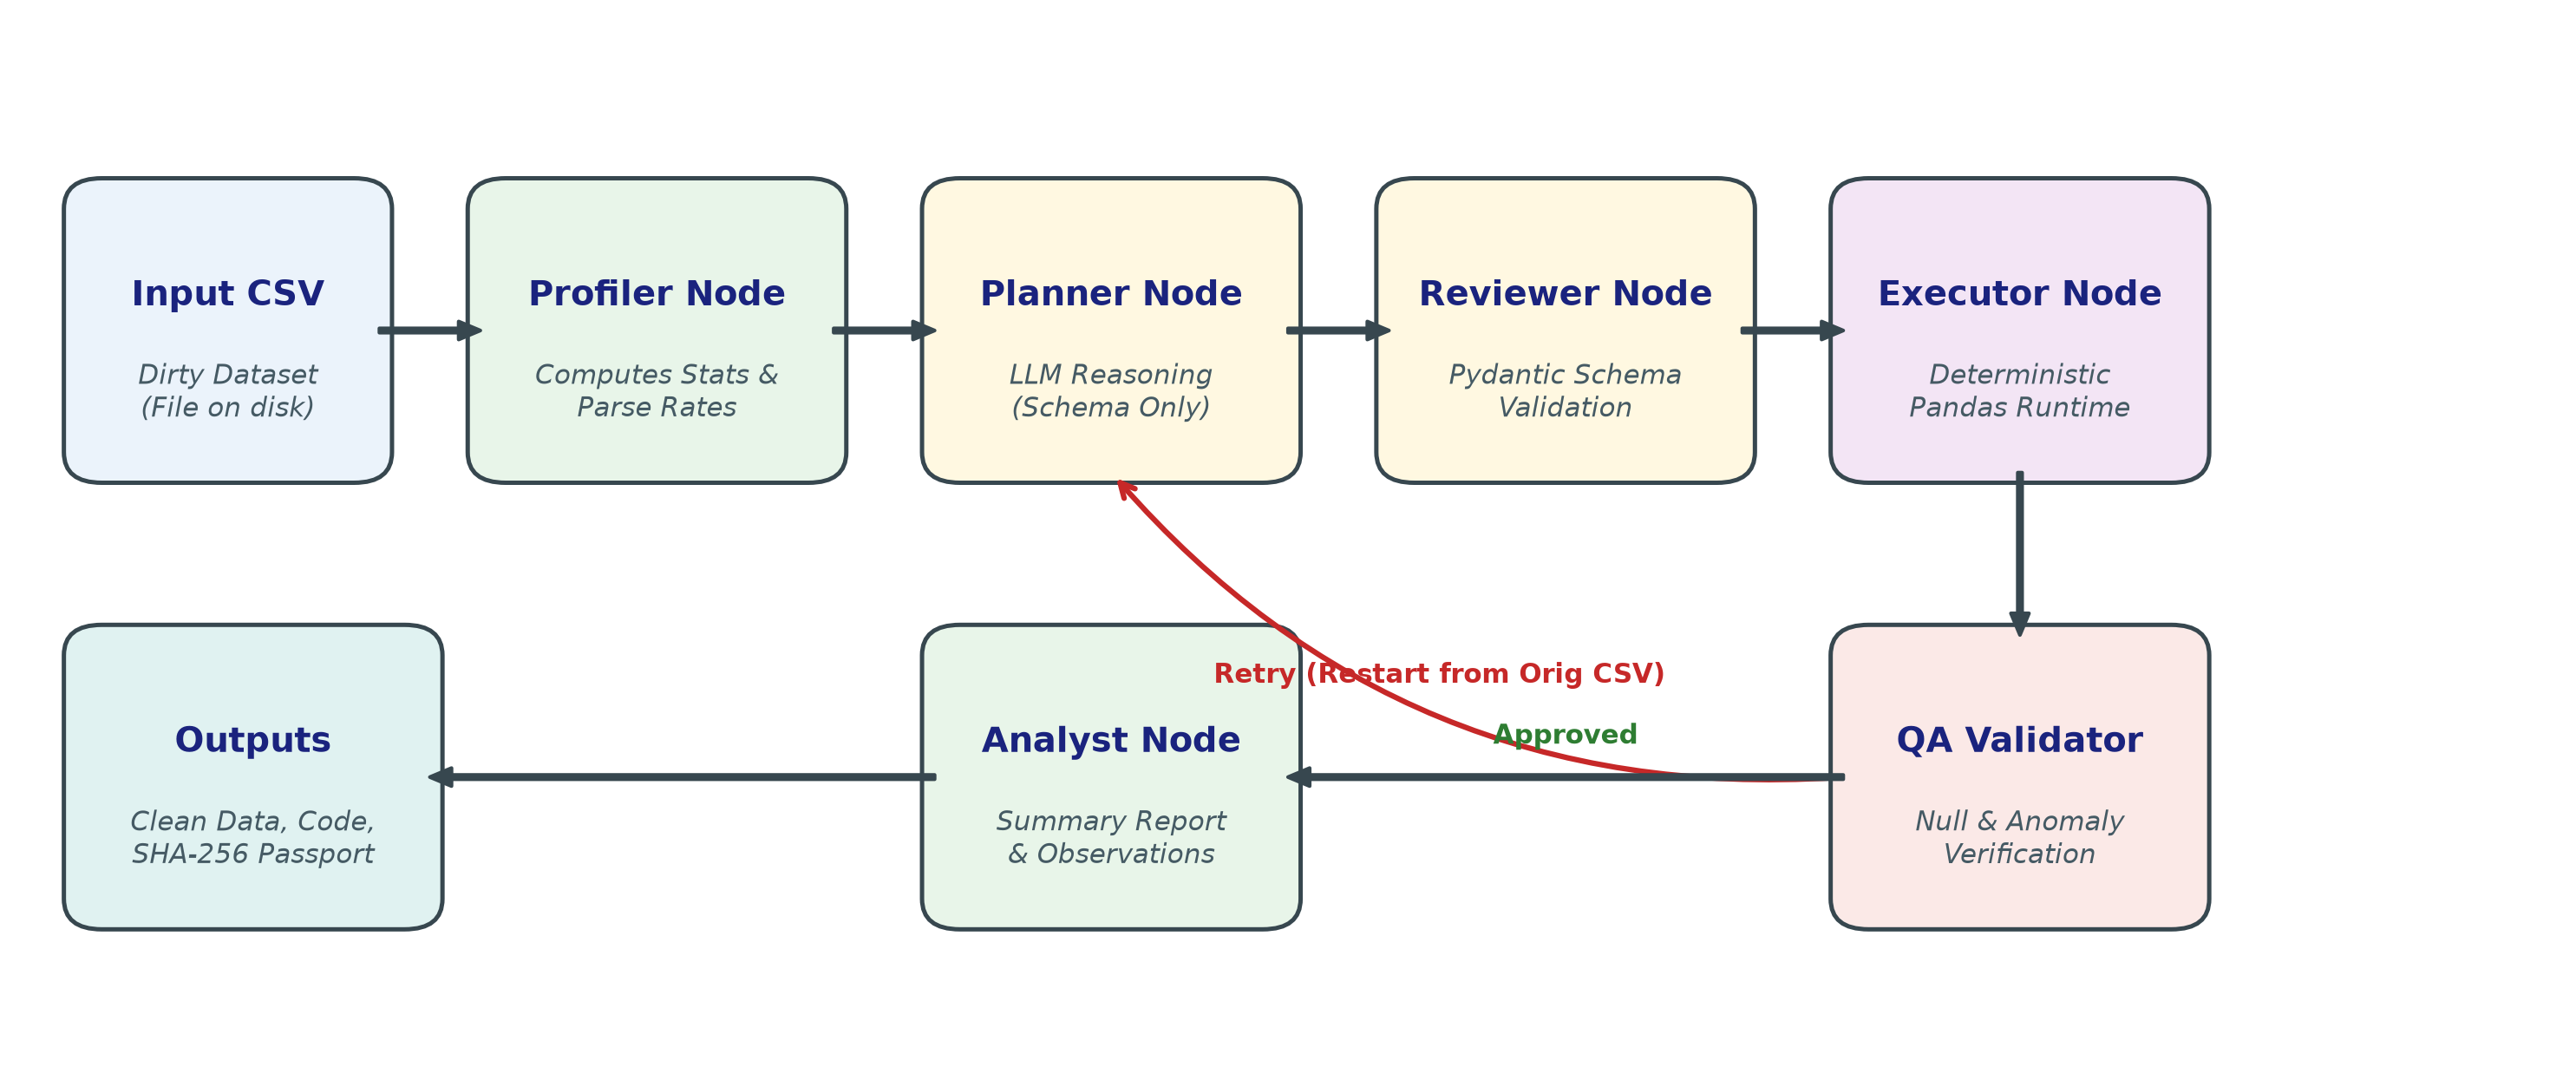 Input CSV
Dirty Dataset
(File on disk)
Profiler Node
Computes Stats &
Parse Rates
Planner Node
LLM Reasoning
(Schema Only)
Reviewer Node
Pydantic Schema
Validation
Executor Node
Deterministic
Pandas Runtime
Retry (Restart from Orig CSV)
Approved
Outputs
Clean Data, Code,
SHA-256 Passport
Analyst Node
Summary Report
& Observations
QA Validator
Null & Anomaly
Verification